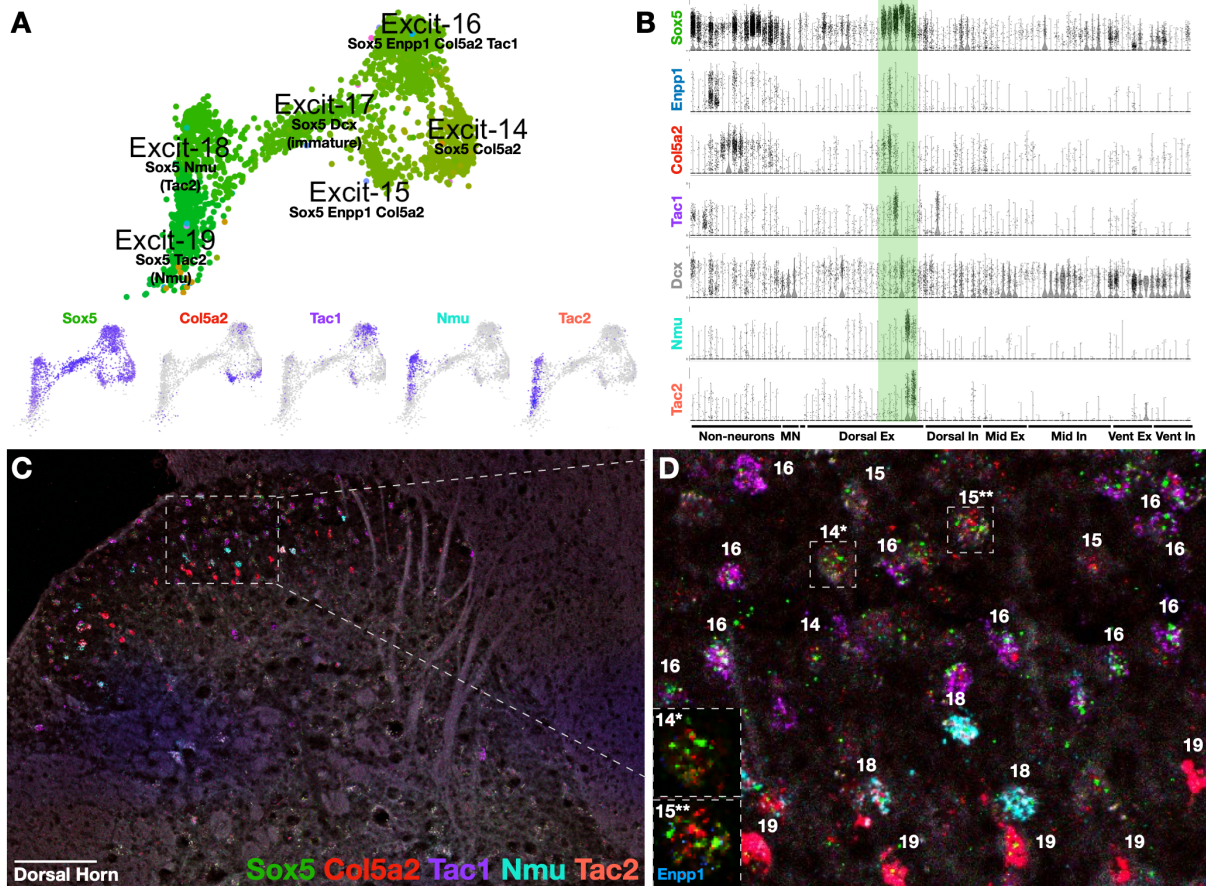 A
Excit-16
Sox5 Enpp1 Col5a2 Tac1
Excit-17
Sox5 Dcx
(immature)
Excit-14
Sox5 Col5a2
Excit-18
Sox5 Nmu
(Tac2)
Excit-15
Sox5 Enpp1 Col5a2
Excit-19
Sox5 Tac2
(Nmu)
Sox5 Col5a2 Tac1 Nmu Tac2
B
Sox5
Enpp1
Col5a2
Tac1
Dcx
Nmu
Tac2
Non-neurons MN Dorsal Ex Dorsal In Mid Ex Mid In Vent Ex Vent In
C
Dorsal Horn
Sox5 Col5a2 Tac1 Nmu Tac2
D
16 15 15** 16
14* 16 15 16
16
16 14 16 16 16
16 18
14*
18 18 19
15**
19 19 19
Enpp1